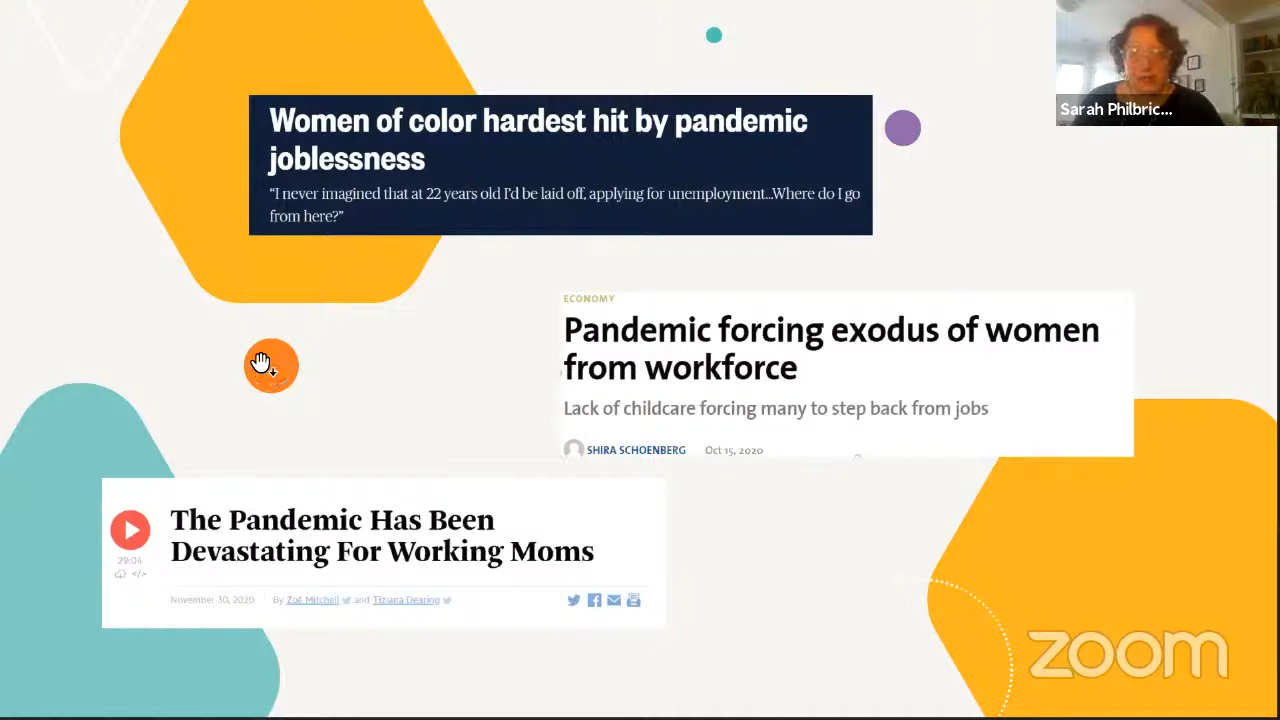 Sarah Philbric...
Women of color hardest hit by pandemic
joblessness
“I never imagined that at 22 years old I’d be laid off, applying for unemployment...Where do I go
from here?”
ECONOMY
Pandemic forcing exodus of women
from workforce
Lack of childcare forcing many to step back from jobs
SHIRA SCHOENBERG Oct 15, 2020
The Pandemic Has Been
Devastating For Working Moms
29:04
</>
November 30, 2020 By Zoë Mitchell and Tiziana Dearing
zoom